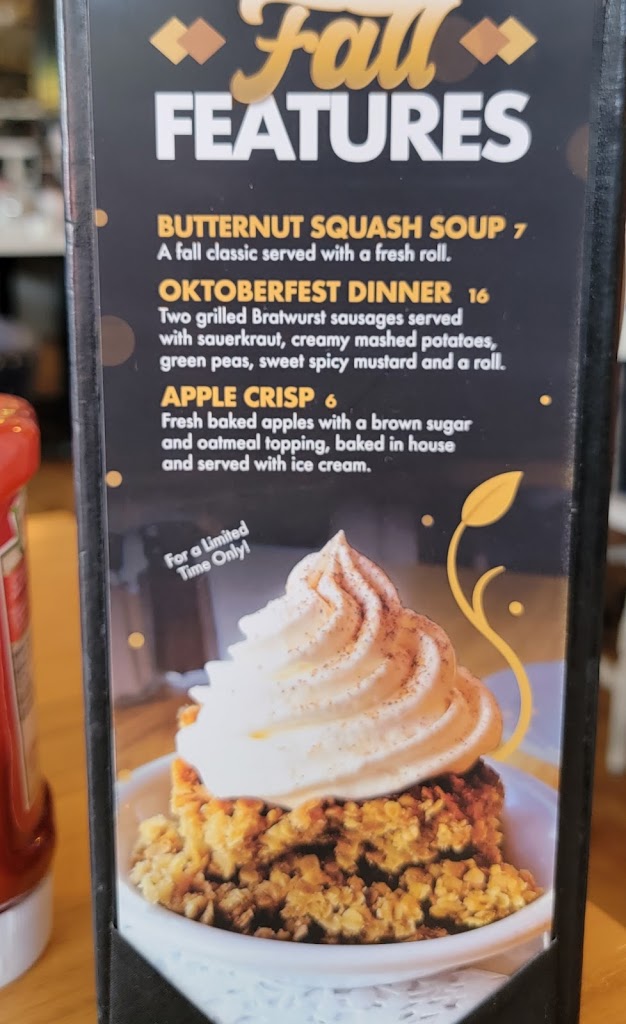 Fall
FEATURES
BUTTERNUT SQUASH SOUP 7
A fall classic served with a fresh roll.
OKTOBERFEST DINNER 16
Two grilled Bratwurst sausages served
with sauerkraut, creamy mashed potatoes,
green peas, sweet spicy mustard and a roll.
APPLE CRISP 6
Fresh baked apples with a brown sugar
and oatmeal topping, baked in house
and served with ice cream.
For a Limited
Time Only!